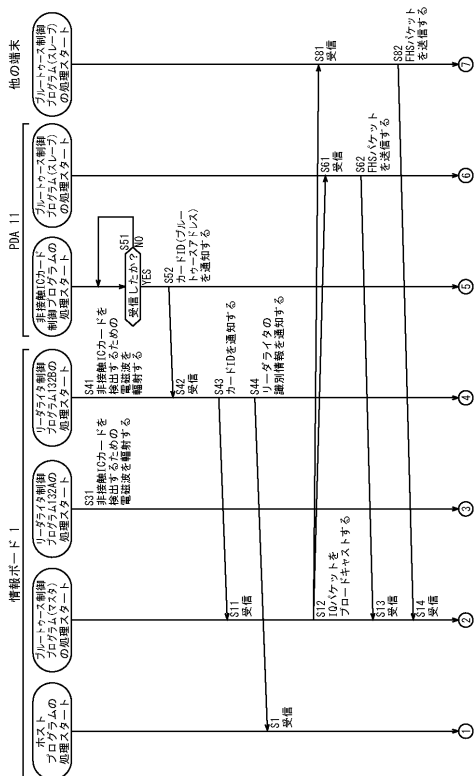 情報ボード 1
PDA 11
他の端末
ホスト
プログラムの
処理スタート
ブルートゥース制御
プログラム(マスタ)
の処理スタート
リーダライタ制御
プログラム132Aの
処理スタート
リーダライタ制御
プログラム132Bの
処理スタート
非接触ICカード
制御プログラムの
処理スタート
ブルートゥース制御
プログラム(スレーブ)
の処理スタート
ブルートゥース制御
プログラム(スレーブ)
の処理スタート
S31
非接触ICカードを
検出するための
電磁波を
輻射する
S41
非接触ICカードを
検出するための
電磁波を
輻射する
受信したか?
S51
NO
YES
S52
カードID(ブルー
トゥースアドレス)
を通知する
S42
受信
S43
カードIDを通知する
S11
受信
S44
リーダライタの
識別情報を通知する
S1
受信
S12
IQパケットを
ブロードキャストする
S81
受信
S61
受信
S62
FHSパケット
を送信する
S13
受信
S82
FHSパケット
を送信する
S14
受信
①
②
③
④
⑤
⑥
⑦